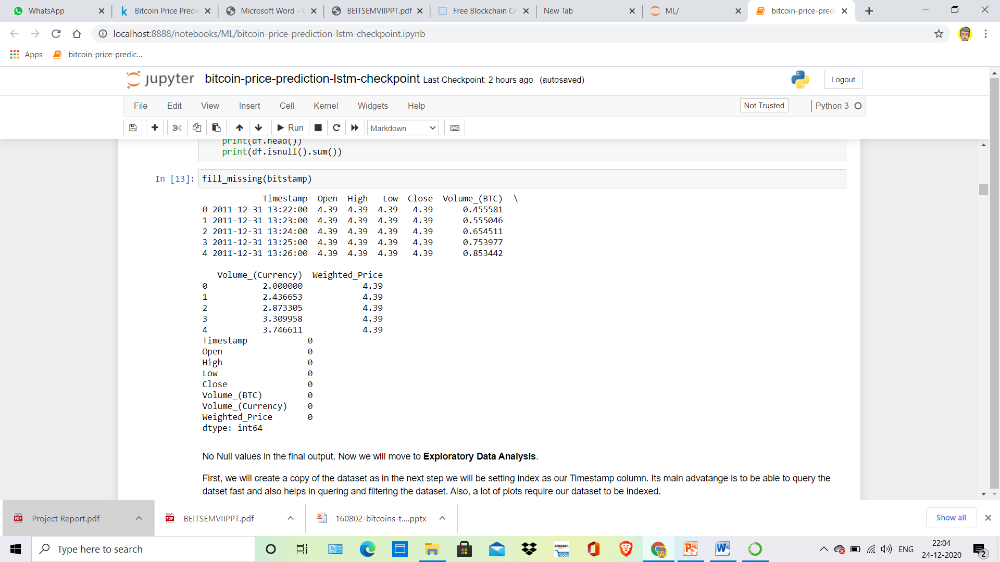 WhatsApp
Bitcoin Price Predic
Microsoft Word - C
BEITSEMVIIPPT.pdf
Free Blockchain Cr
New Tab
ML/
bitcoin-price-pred
localhost:8888/notebooks/ML/bitcoin-price-prediction-lstm-checkpoint.ipynb
Apps bitcoin-price-predic...
jupyter bitcoin-price-prediction-lstm-checkpoint Last Checkpoint: 2 hours ago (autosaved) Logout
File Edit View Insert Cell Kernel Widgets Help Not Trusted Python 3
Run Markdown
print(df.head())
print(df.isnull().sum())
In [13]: fill_missing(bitstamp)
Timestamp Open High Low Close Volume_(BTC) \
0 2011-12-31 13:22:00 4.39 4.39 4.39 4.39 0.455581
1 2011-12-31 13:23:00 4.39 4.39 4.39 4.39 0.555046
2 2011-12-31 13:24:00 4.39 4.39 4.39 4.39 0.654511
3 2011-12-31 13:25:00 4.39 4.39 4.39 4.39 0.753977
4 2011-12-31 13:26:00 4.39 4.39 4.39 4.39 0.853442
Volume_(Currency) Weighted_Price
0 2.000000 4.39
1 2.436653 4.39
2 2.873305 4.39
3 3.309958 4.39
4 3.746611 4.39
Timestamp 0
Open 0
High 0
Low 0
Close 0
Volume_(BTC) 0
Volume_(Currency) 0
Weighted_Price 0
dtype: int64
No Null values in the final output. Now we will move to Exploratory Data Analysis.
First, we will create a copy of the dataset as in the next step we will be setting index as our Timestamp column. Its main advatange is to be able to query the
datset fast and also helps in quering and filtering the dataset. Also, a lot of plots require our dataset to be indexed.
Project Report.pdf
BEITSEMVIIPPT.pdf
160802-bitcoins-t....pptx
Show all
Type here to search
amazon
ENG
22:04
24-12-2020
2